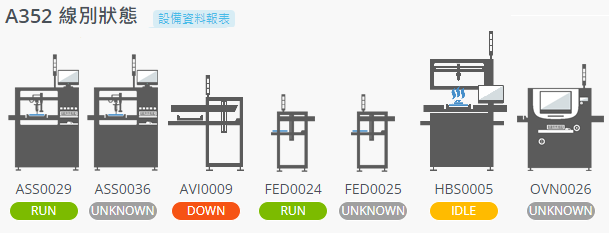 A352 線別狀態 設備資料報表
ASS0029 ASS0036 AVI0009 FED0024 FED0025 HBS0005 OVN0026
RUN UNKNOWN DOWN RUN UNKNOWN IDLE UNKNOWN